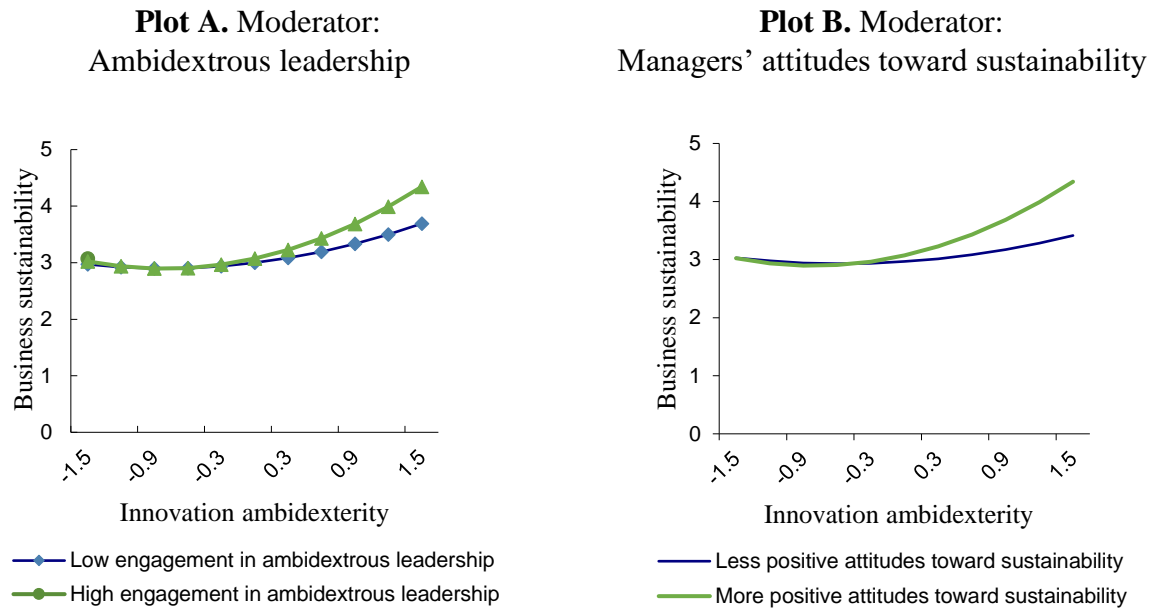 Plot A. Moderator:
Ambidextrous leadership
5
4
3
2
1
0
Business sustainability
-1.5
-0.9
-0.3
0.3
0.9
1.5
Innovation ambidexterity
Low engagement in ambidextrous leadership
High engagement in ambidextrous leadership
Plot B. Moderator:
Managers’ attitudes toward sustainability
5
4
3
2
1
0
Business sustainability
-1.5
-0.9
-0.3
0.3
0.9
1.5
Innovation ambidexterity
Less positive attitudes toward sustainability
More positive attitudes toward sustainability